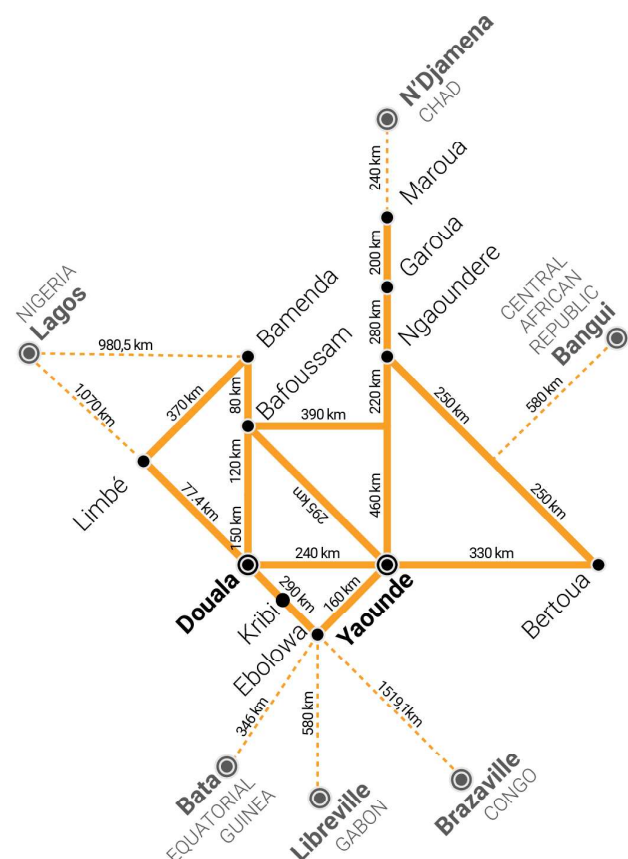 N'Djamena
CHAD
240 km
Maroua
200 km
Garoua
280 km
Ngaoundere
NIGERIA
Lagos
980,5 km
1,070 km
Bamenda
370 km
80 km
Bafoussam
390 km
220 km
CENTRAL
AFRICAN
REPUBLIC
Bangui
580 km
250 km
250 km
Limbé
77.4 km
120 km
150 km
295 km
460 km
240 km
330 km
Douala
Yaounde
Bertoua
290 km
160 km
Kribi
Ebolowa
346 km
580 km
1519,1km
Bata
EQUATORIAL
GUINEA
Libreville
GABON
Brazaville
CONGO